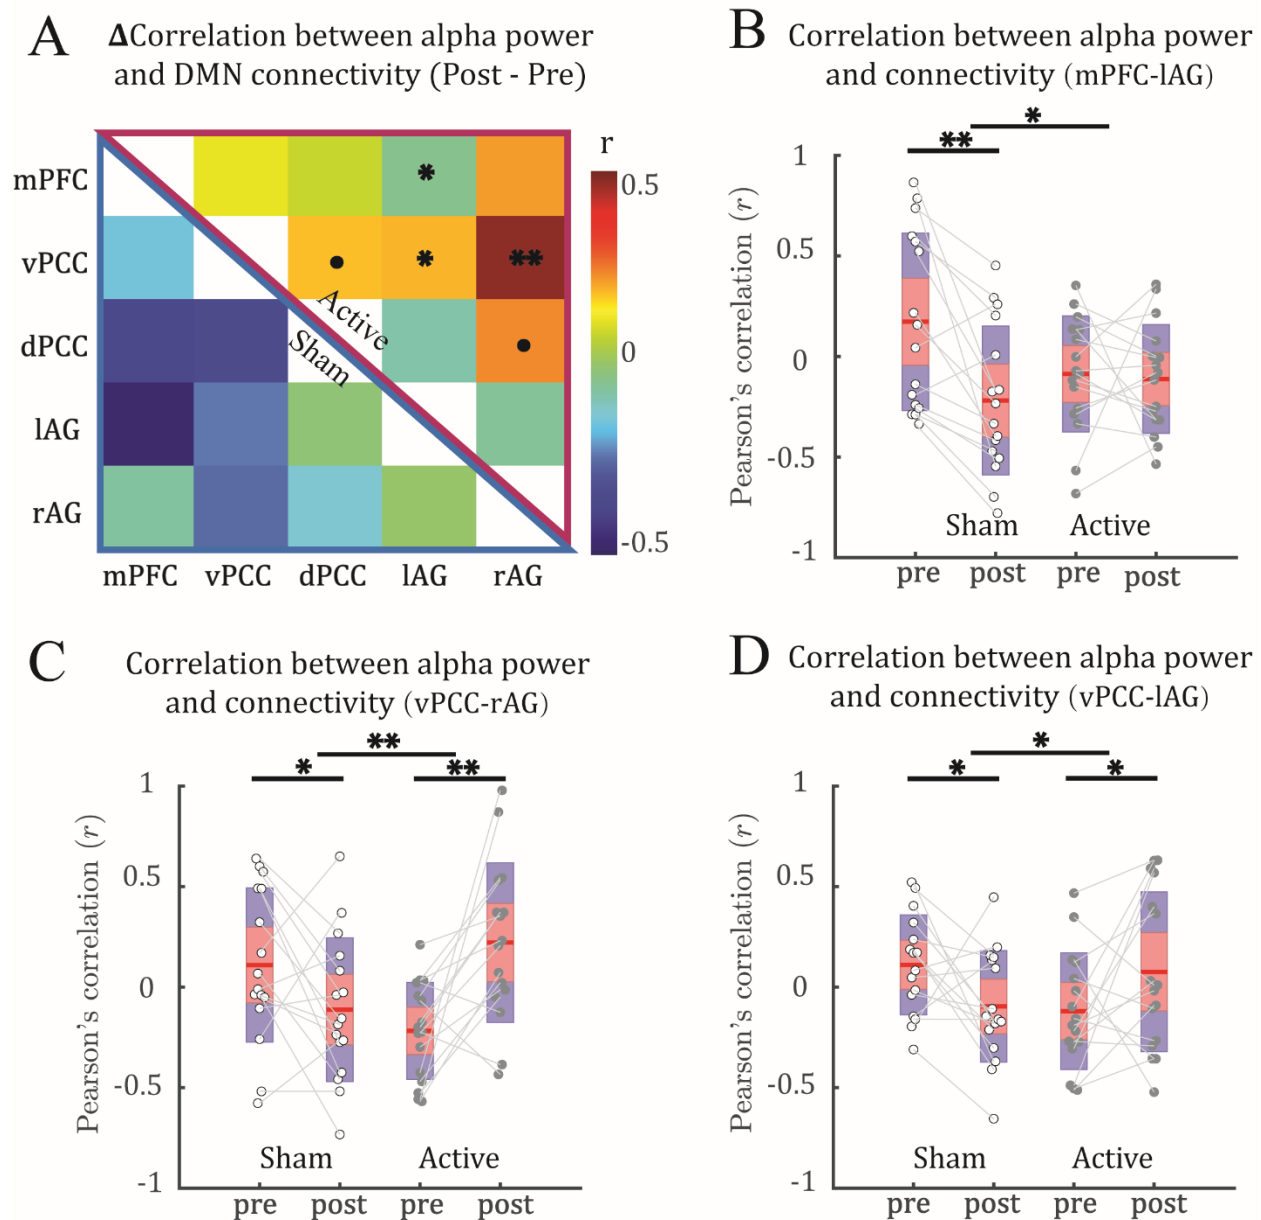 A
ΔCorrelation between alpha power
and DMN connectivity (Post - Pre)
r
mPFC
vPCC
dPCC
lAG
rAG
mPFC
vPCC
dPCC
lAG
rAG
Active
Sham
*
*
**
0.5
0
-0.5
B
Correlation between alpha power
and connectivity (mPFC-lAG)
*
**
Pearson's correlation (r)
1
0.5
0
-0.5
-1
Sham
Active
pre
post
pre
post
C
Correlation between alpha power
and connectivity (vPCC-rAG)
**
*
**
Pearson's correlation (r)
1
0.5
0
-0.5
-1
Sham
Active
pre
post
pre
post
D
Correlation between alpha power
and connectivity (vPCC-lAG)
*
*
*
Pearson's correlation (r)
1
0.5
0
-0.5
-1
Sham
Active
pre
post
pre
post